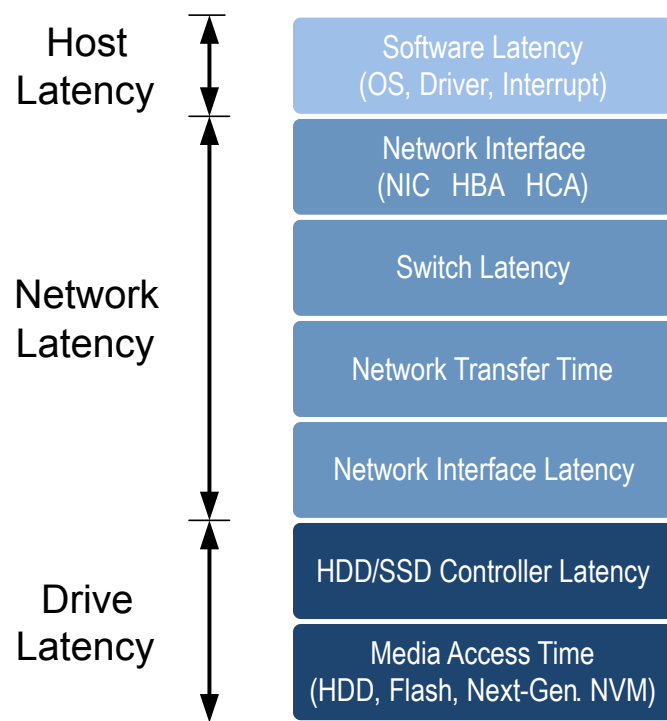 Host
Latency
Software Latency
(OS, Driver, Interrupt)
Network Interface
(NIC HBA HCA)
Switch Latency
Network
Latency
Network Transfer Time
Network Interface Latency
HDD/SSD Controller Latency
Drive
Latency
Media Access Time
(HDD, Flash, Next-Gen. NVM)